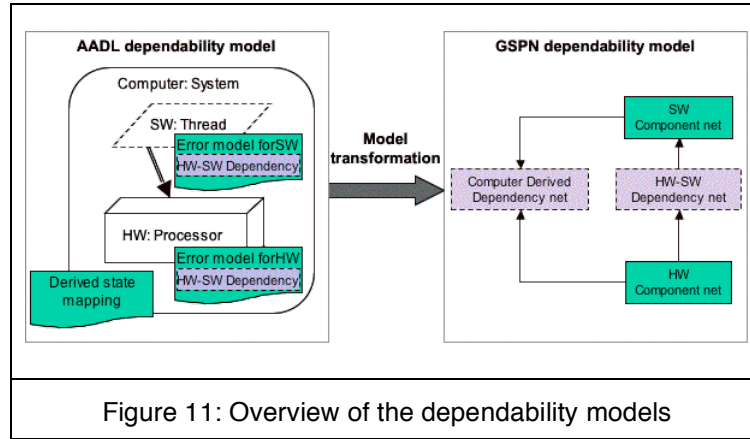 AADL dependability model
Computer: System
SW: Thread
Error model forSW
HW-SW Dependency
HW: Processor
Error model forHW
HW-SW Dependency
Derived state
mapping
Model
transformation
GSPN dependability model
SW
Component net
Computer Derived
Dependency net
HW-SW
Dependency net
HW
Component net
Figure 11: Overview of the dependability models